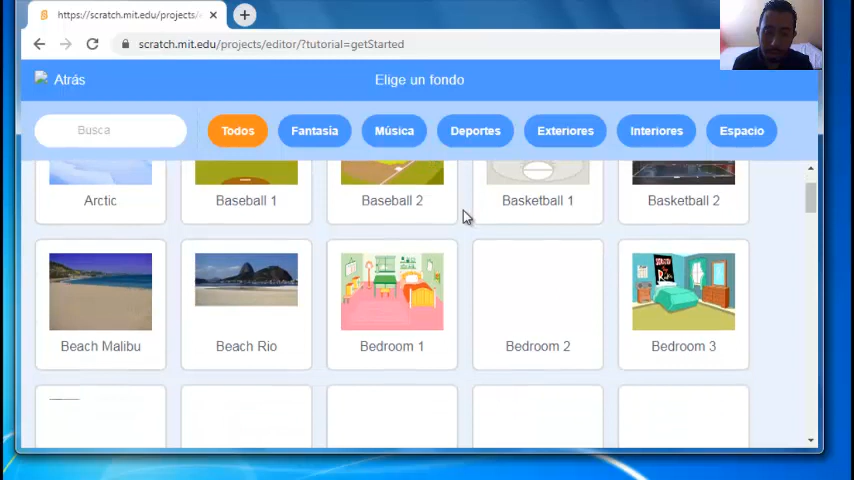 https://scratch.mit.edu/projects/
scratch.mit.edu/projects/editor/?tutorial=getStarted
Atrás
Elige un fondo
Busca
Todos
Fantasía
Música
Deportes
Exteriores
Interiores
Espacio
Arctic
Baseball 1
Baseball 2
Basketball 1
Basketball 2
Beach Malibu
Beach Rio
Bedroom 1
Bedroom 2
Bedroom 3